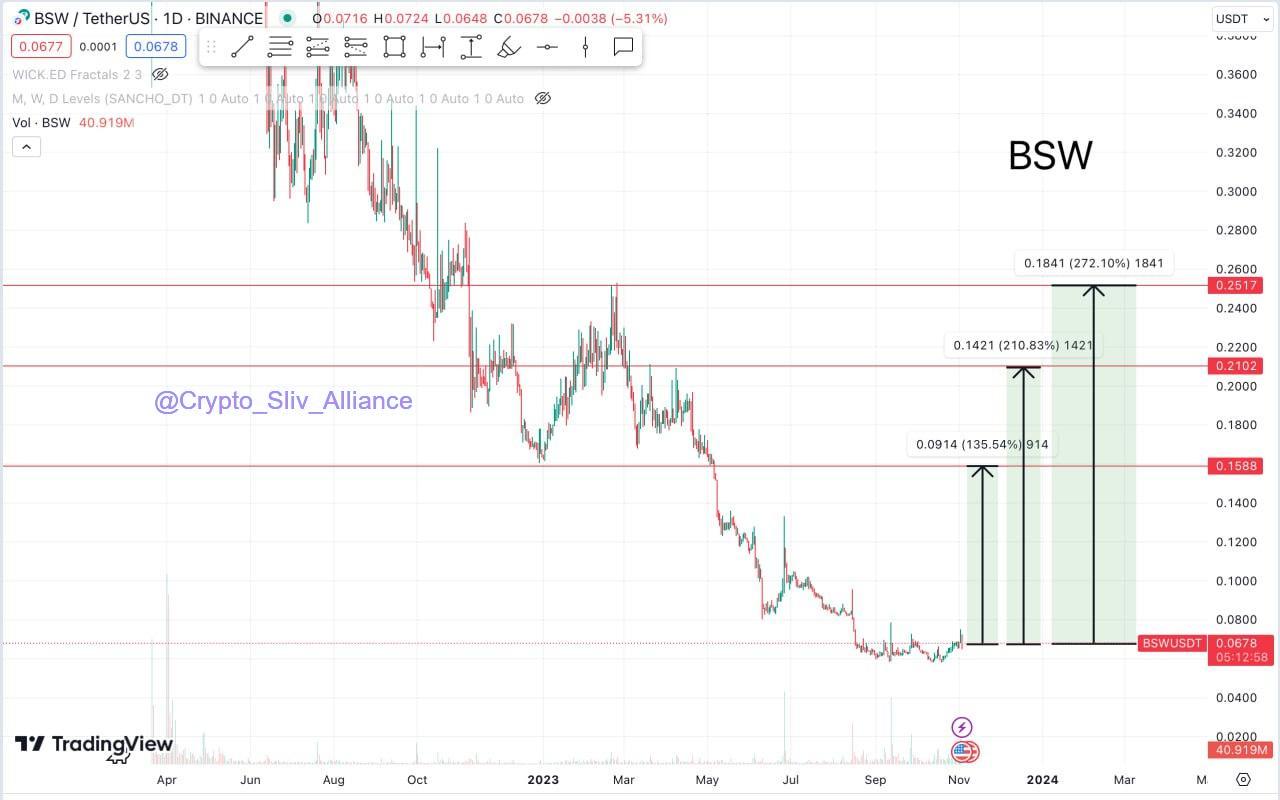 BSW / TetherUS · 1D · BINANCE O0.0716 H0.0724 L0.0648 C0.0678 −0.0038 (−5.31%)
USDT
0.0677 0.0001 0.0678
WICK.ED Fractals 2 3
M, W, D Levels (SANCHO_DT) 1 0 Auto 1 0 Auto 1 0 Auto 1 0 Auto 1 0 Auto 1 0 Auto
Vol · BSW 40.919M
BSW
0.3800
0.3600
0.3400
0.3200
0.3000
0.2800
0.2600
0.2517
0.2400
0.2200
0.2102
0.2000
0.1800
0.1588
0.1400
0.1200
0.1000
0.0800
BSWUSDT 0.0678
05:12:58
0.0400
0.0200
40.919M
0.1841 (272.10%) 1841
0.1421 (210.83%) 1421
0.0914 (135.54%) 914
@Crypto_Sliv_Alliance
TradingView
Apr Jun Aug Oct 2023 Mar May Jul Sep Nov 2024 Mar M